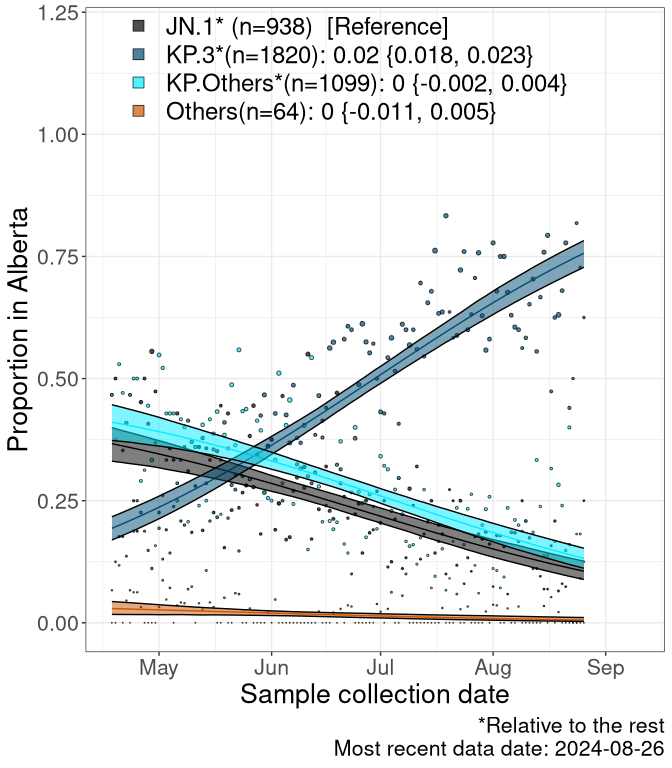 JN.1* (n=938)  [Reference]
KP.3*(n=1820): 0.02 {0.018, 0.023}
KP.Others*(n=1099): 0 {-0.002, 0.004}
Others(n=64): 0 {-0.011, 0.005}
1.25
1.00
0.75
0.50
0.25
0.00
Proportion in Alberta
May Jun Jul Aug Sep
Sample collection date
*Relative to the rest
Most recent data date: 2024-08-26